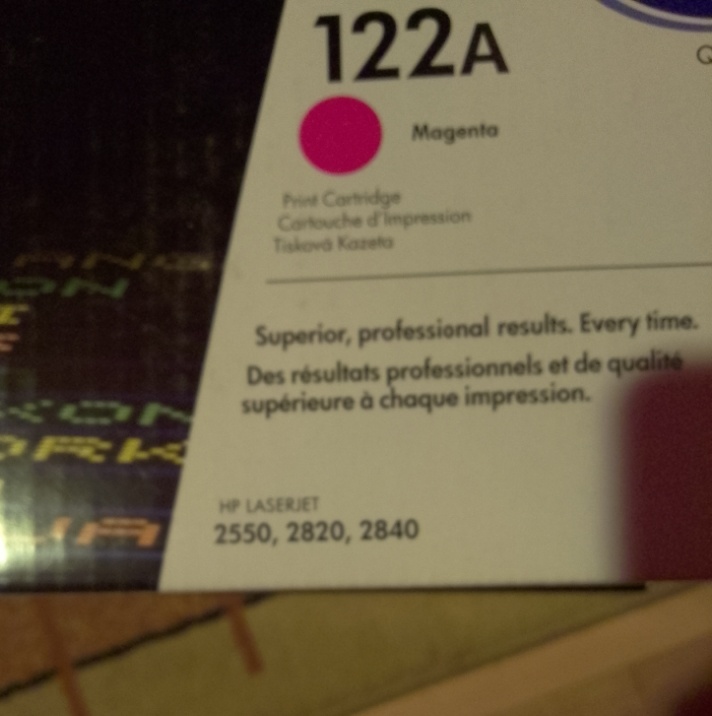 122A
Q
Magenta
Print Cartridge
Cartouche d'Impression
Tisková Kazeta
Superior, professional results. Every time.
Des résultats professionnels et de qualité
supérieure à chaque impression.
HP LASERJET
2550, 2820, 2840